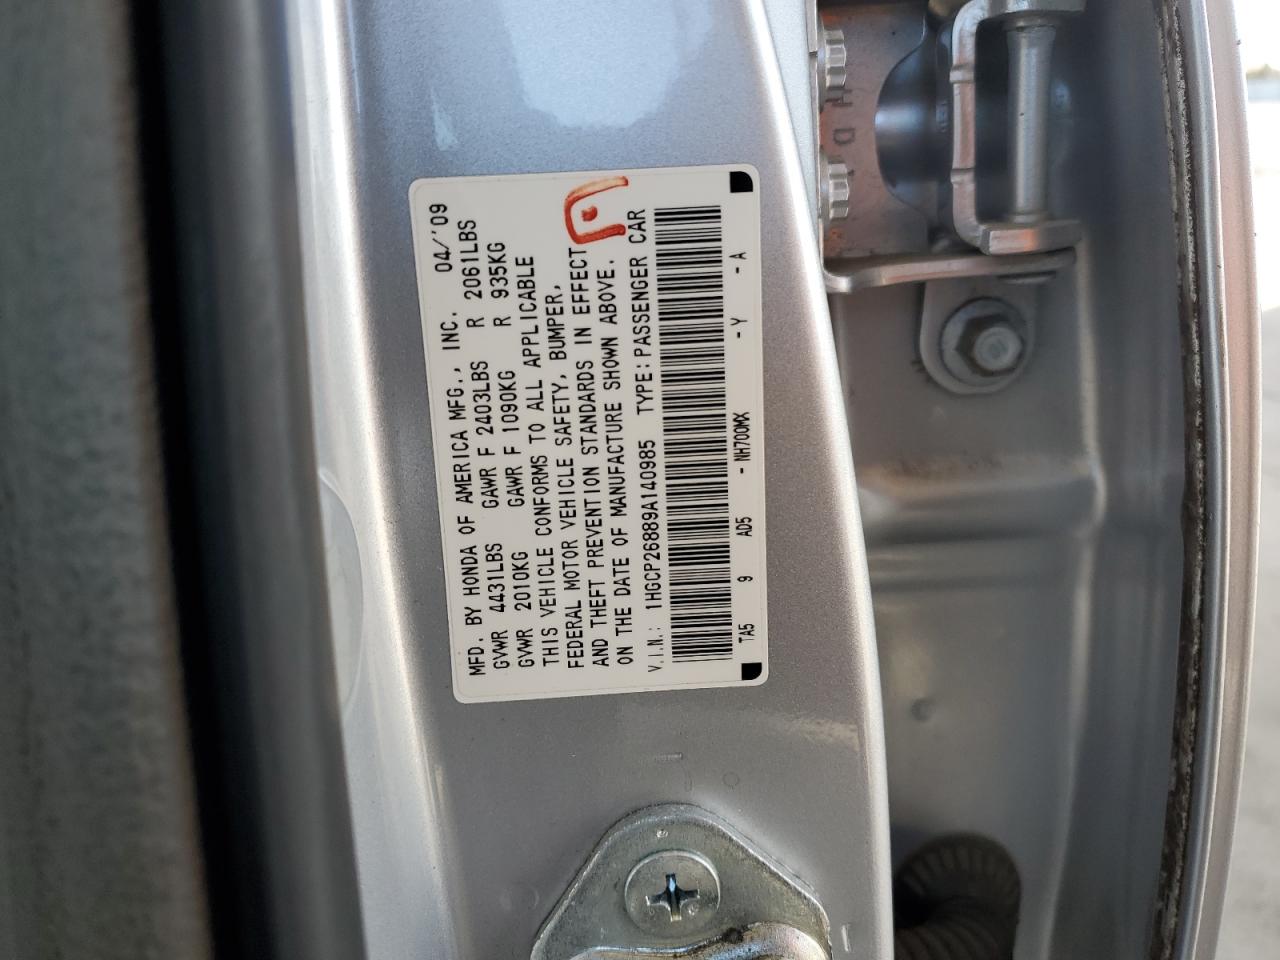 MFD. BY HONDA OF AMERICA MFG., INC. 04/'09
GVWR 4431LBS GAWR F 2403LBS R 2061LBS
GVWR 2010KG GAWR F 1090KG R 935KG
THIS VEHICLE CONFORMS TO ALL APPLICABLE
FEDERAL MOTOR VEHICLE SAFETY, BUMPER,
AND THEFT PREVENTION STANDARDS IN EFFECT
ON THE DATE OF MANUFACTURE SHOWN ABOVE.
V.I.N.: 1HGCP26889A140985 TYPE: PASSENGER CAR
TA5 9 AD5 - NH700MX - Y - A